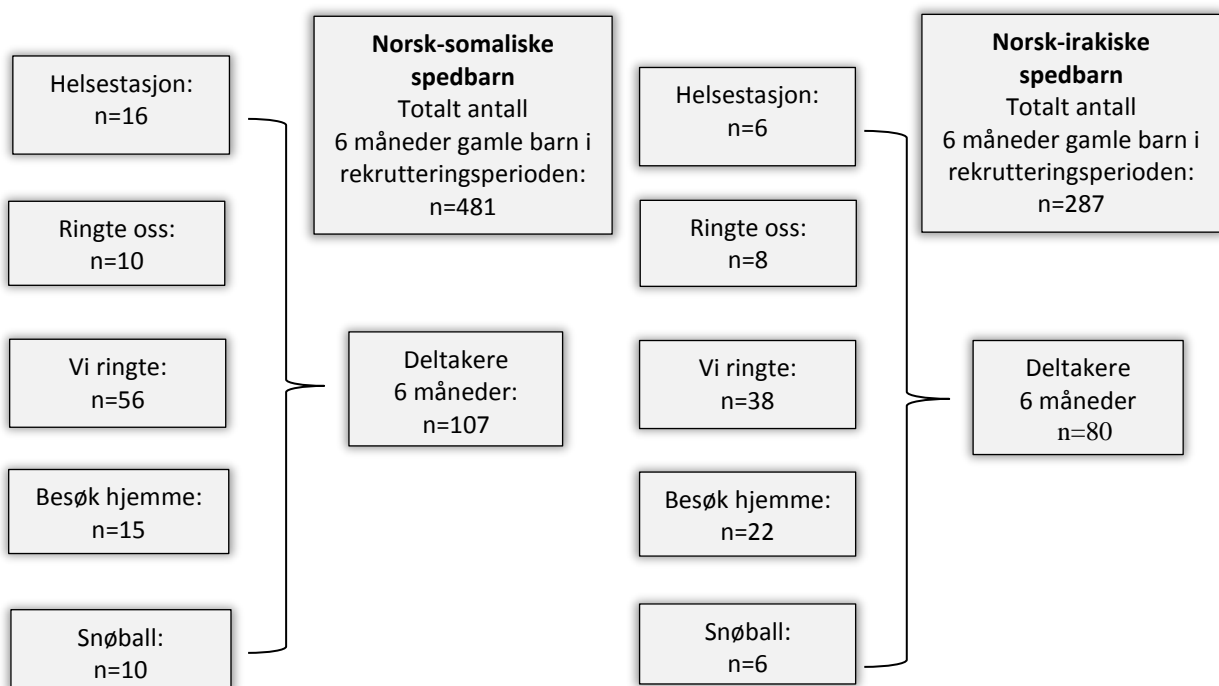 Norsk-somaliske
spedbarn
Totalt antall
6 måneder gamle barn i
rekrutteringsperioden:
n=481
Helsestasjon:
n=16
Ringte oss:
n=10
Vi ringte:
n=56
Besøk hjemme:
n=15
Snøball:
n=10
Deltakere
6 måneder:
n=107
Norsk-irakiske
spedbarn
Totalt antall
6 måneder gamle barn i
rekrutteringsperioden:
n=287
Helsestasjon:
n=6
Ringte oss:
n=8
Vi ringte:
n=38
Besøk hjemme:
n=22
Snøball:
n=6
Deltakere
6 måneder
n=80